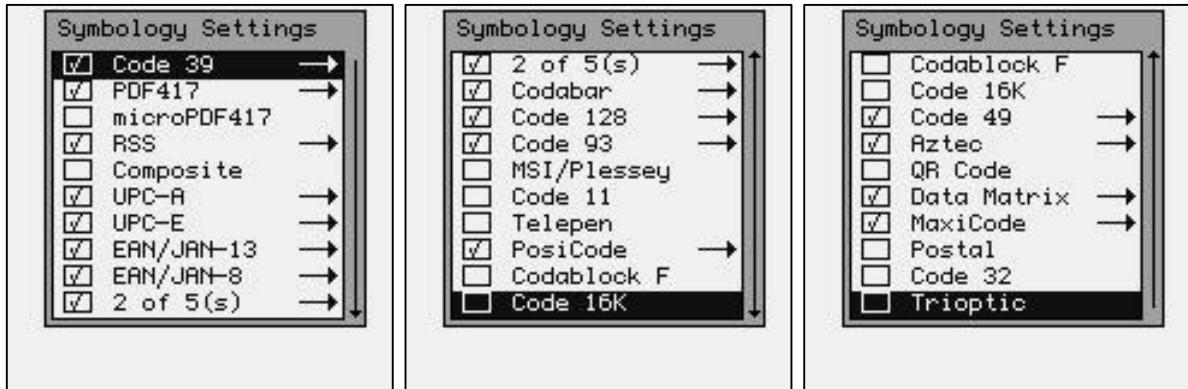 Symbology Settings
Code 39
PDF417
microPDF417
RSS
Composite
UPC-A
UPC-E
EAN/JAN-13
EAN/JAN-8
2 of 5(s)
Symbology Settings
2 of 5(s)
Codabar
Code 128
Code 93
MSI/Plessey
Code 11
Telepen
PosiCode
Codablock F
Code 16K
Symbology Settings
Codablock F
Code 16K
Code 49
Aztec
QR Code
Data Matrix
MaxiCode
Postal
Code 32
Trioptic